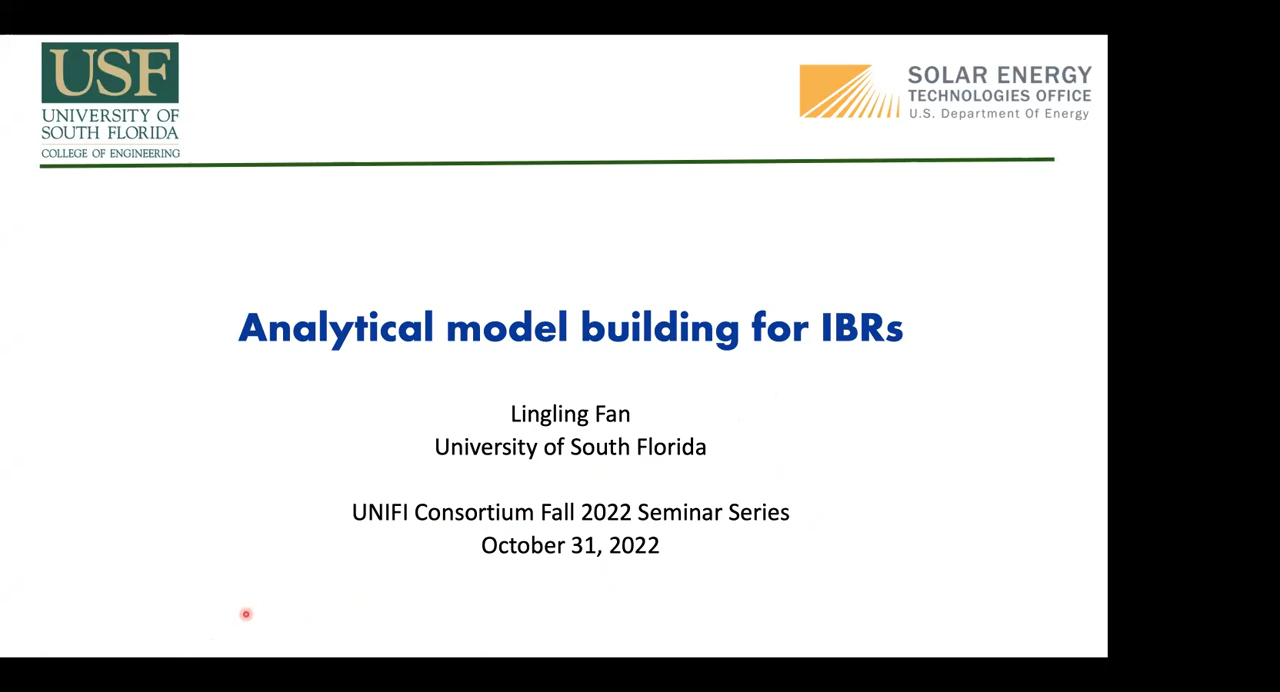 USF
UNIVERSITY OF
SOUTH FLORIDA
COLLEGE OF ENGINEERING
SOLAR ENERGY
TECHNOLOGIES OFFICE
U.S. Department Of Energy
Analytical model building for IBRs
Lingling Fan
University of South Florida
UNIFI Consortium Fall 2022 Seminar Series
October 31, 2022